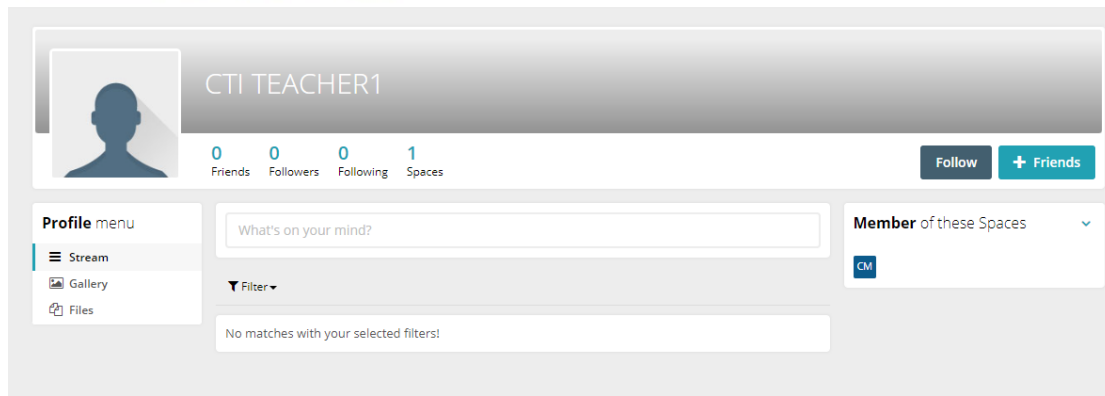 CTI TEACHER1
0 0 0 1
Friends Followers Following Spaces
Follow
+ Friends
Profile menu
Stream
Gallery
Files
What's on your mind?
Filter
No matches with your selected filters!
Member of these Spaces
CM